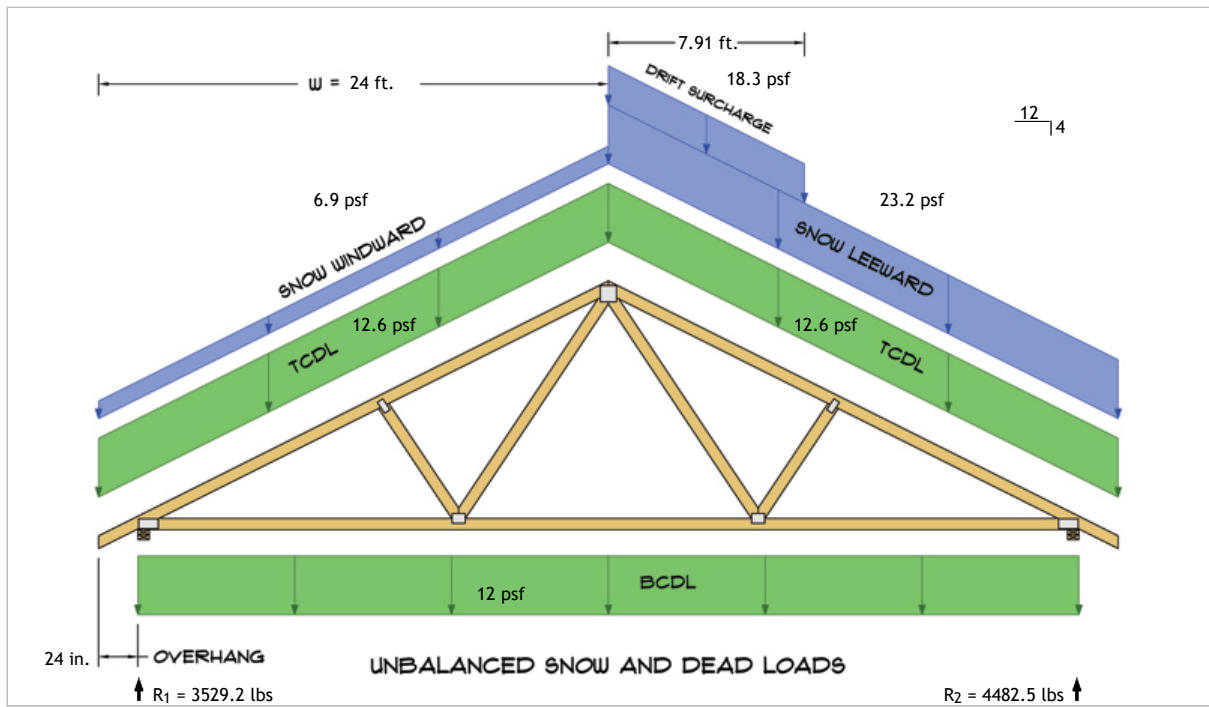 7.91 ft.
W = 24 ft.
DRIFT SURCHARGE
18.3 psf
12
4
6.9 psf
23.2 psf
SNOW WINDWARD
SNOW LEEWARD
12.6 psf
12.6 psf
TCDL
TCDL
BCDL
12 psf
24 in.
OVERHANG
UNBALANCED SNOW AND DEAD LOADS
R1 = 3529.2 lbs
R2 = 4482.5 lbs